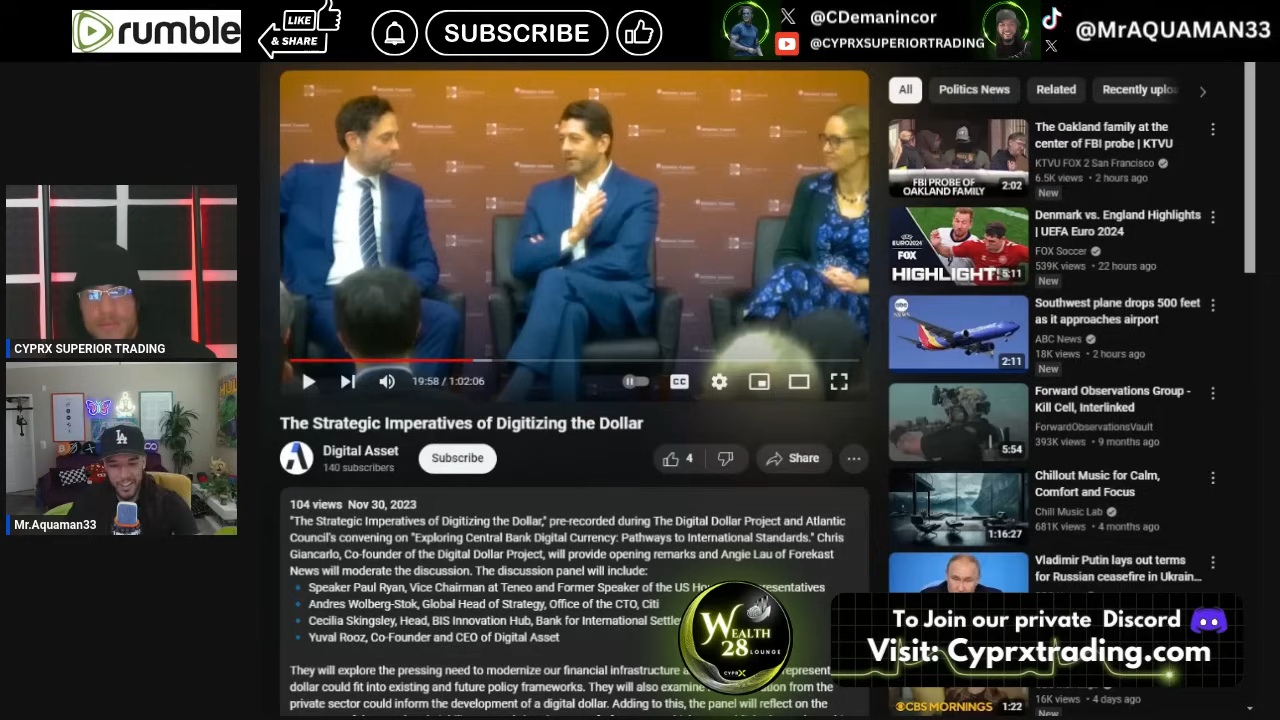 rumble
LIKE
& SHARE
SUBSCRIBE
@CDemanincor
@CYPRXSUPERIORTRADING
@MrAQUAMAN33
All
Politics News
Related
Recently uplo
The Oakland family at the
center of FBI probe | KTVU
KTVU FOX 2 San Francisco
6.5K views • 2 hours ago
New
FBI PROBE OF
OAKLAND FAMILY
2:02
Denmark vs. England Highlights
| UEFA Euro 2024
FOX Soccer
539K views • 22 hours ago
New
EURO2024
FOX
HIGHLIGHT
5:11
Southwest plane drops 500 feet
as it approaches airport
ABC News
18K views • 2 hours ago
New
2:11
Forward Observations Group -
Kill Cell, Interlinked
ForwardObservationsVault
393K views • 9 months ago
5:54
Chillout Music for Calm,
Comfort and Focus
Chill Music Lab
681K views • 4 months ago
1:16:27
Vladimir Putin lays out terms
for Russian ceasefire in Ukrain...
CYPRX SUPERIOR TRADING
LA
Mr.Aquaman33
19:58 / 1:02:06
CC
The Strategic Imperatives of Digitizing the Dollar
Digital Asset
140 subscribers
Subscribe
4
Share
104 views Nov 30, 2023
"The Strategic Imperatives of Digitizing the Dollar," pre-recorded during The Digital Dollar Project and Atlantic
Council's convening on "Exploring Central Bank Digital Currency: Pathways to International Standards." Chris
Giancarlo, Co-founder of the Digital Dollar Project, will provide opening remarks and Angie Lau of Forekast
News will moderate the discussion. The discussion panel will include:
Speaker Paul Ryan, Vice Chairman at Teneo and Former Speaker of the US Ho presentatives
Andres Wolberg-Stok, Global Head of Strategy, Office of the CTO, Citi
Cecilia Skingsley, Head, BIS Innovation Hub, Bank for International Settle
Yuval Rooz, Co-Founder and CEO of Digital Asset
They will explore the pressing need to modernize our financial infrastructure a represent
dollar could fit into existing and future policy frameworks. They will also examine ion from the
private sector could inform the development of a digital dollar. Adding to this, the panel will reflect on the
WEALTH
28
LOUNGE
CYPRX
To Join our private Discord
Visit: Cyprxtrading.com
CBS MORNINGS
1:22
16K views • 4 days ago
New